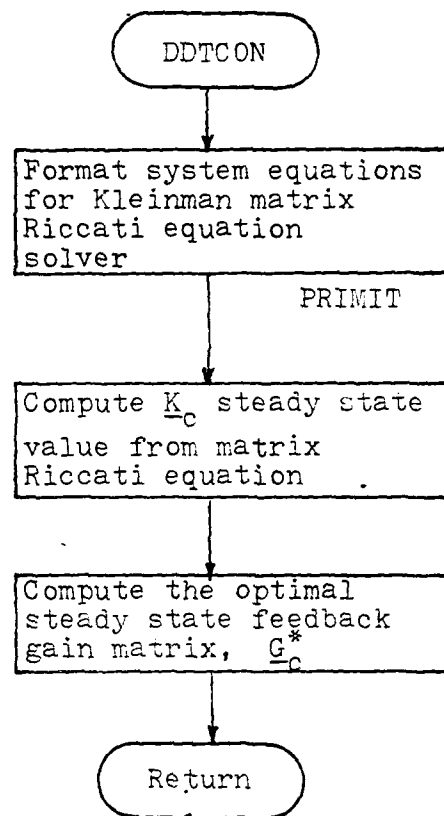 DDTCON
Format system equations
for Kleinman matrix
Riccati equation
solver
PRIMIT
Compute K_c steady state
value from matrix
Riccati equation
Compute the optimal
steady state feedback
gain matrix, G_c^*
Return